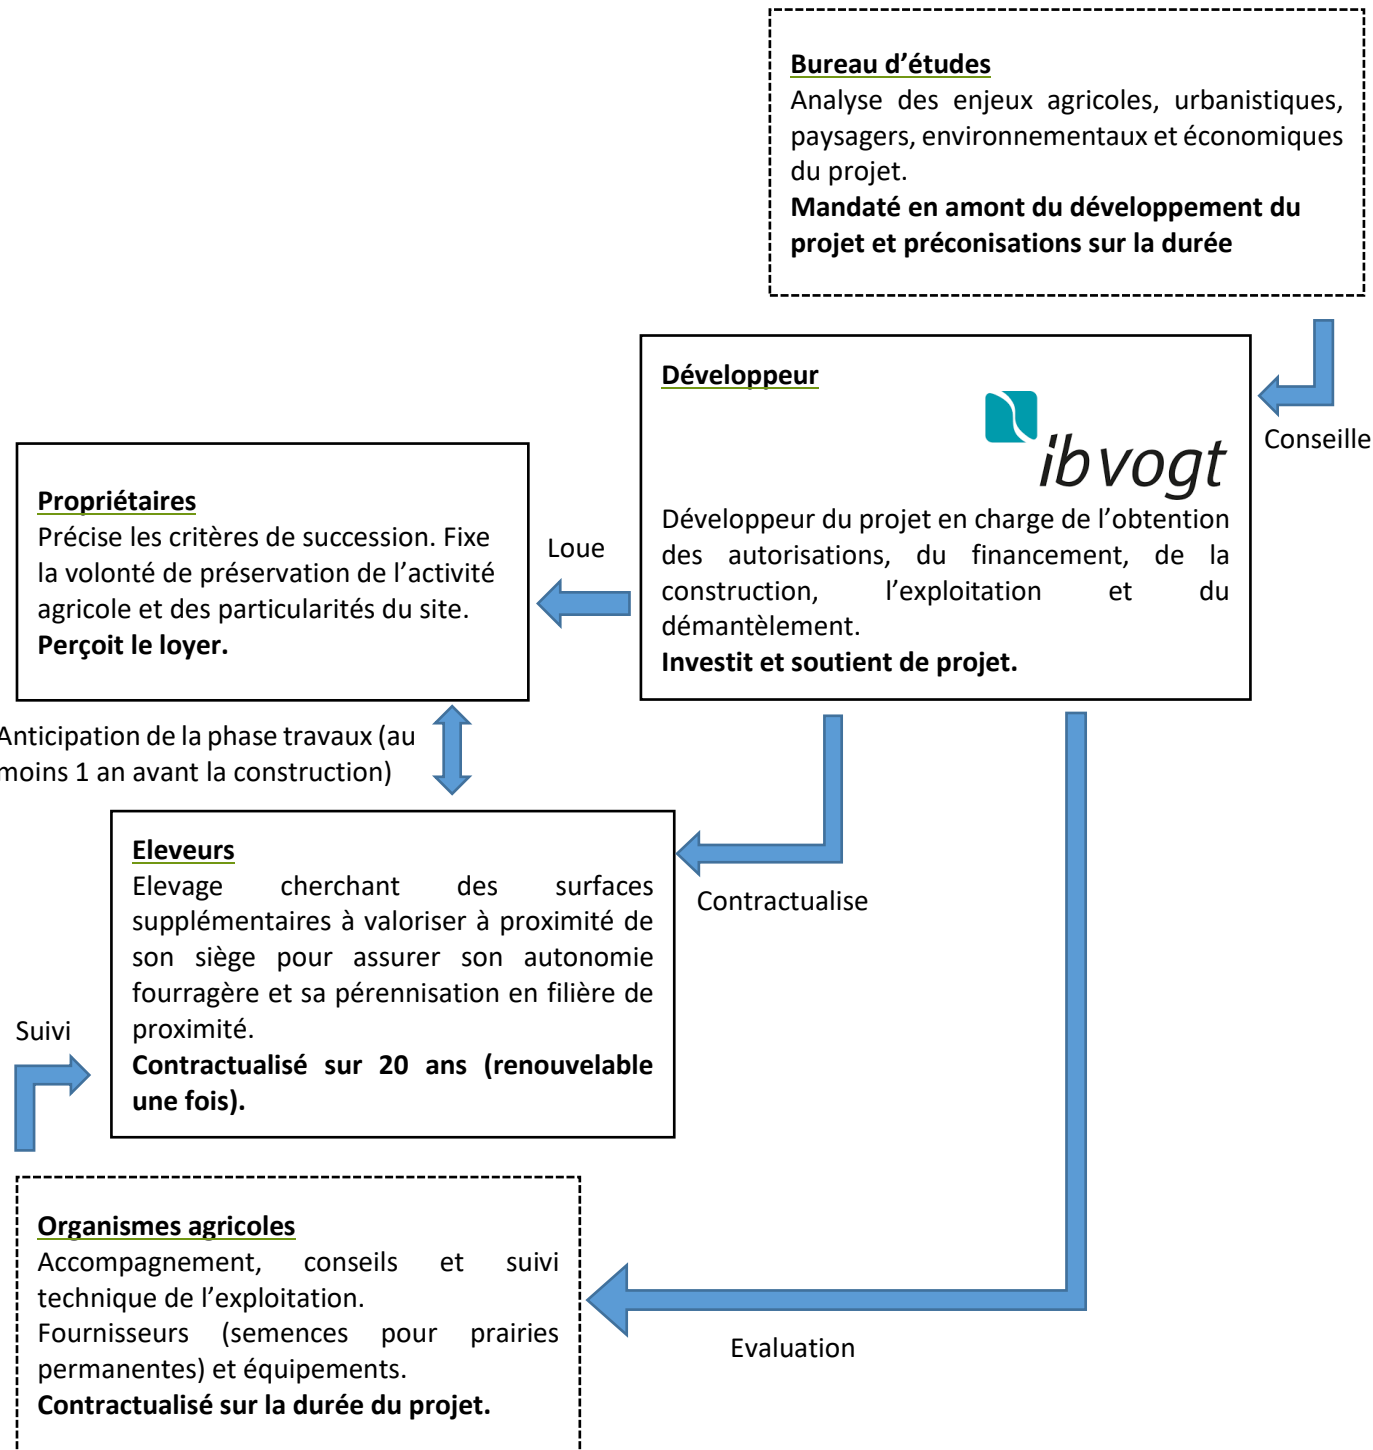 Bureau d’études
Analyse des enjeux agricoles, urbanistiques,
paysagers, environnementaux et économiques
du projet.
Mandaté en amont du développement du
projet et préconisations sur la durée
Conseille
Développeur
ibvogt
Développeur du projet en charge de l’obtention
des autorisations, du financement, de la
construction, l’exploitation et du
démantèlement.
Investit et soutient de projet.
Loue
Propriétaires
Précise les critères de succession. Fixe
la volonté de préservation de l’activité
agricole et des particularités du site.
Perçoit le loyer.
Anticipation de la phase travaux (au
moins 1 an avant la construction)
Eleveurs
Elevage cherchant des surfaces
supplémentaires à valoriser à proximité de
son siège pour assurer son autonomie
fourragère et sa pérennisation en filière de
proximité.
Contractualisé sur 20 ans (renouvelable
une fois).
Contractualise
Suivi
Organismes agricoles
Accompagnement, conseils et suivi
technique de l’exploitation.
Fournisseurs (semences pour prairies
permanentes) et équipements.
Contractualisé sur la durée du projet.
Evaluation